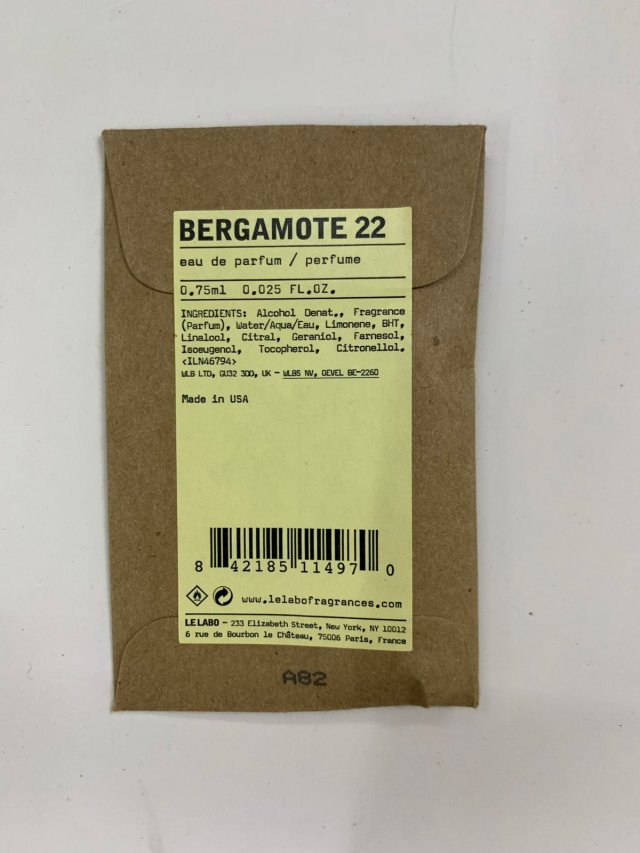 BERGAMOTE 22
eau de parfum / perfume
0.75ml 0.025 FL.OZ.
INGREDIENTS: Alcohol Denat., Fragrance
(Parfum), Water/Aqua/Eau, Limonene, BHT,
Linalool, Citral, Geraniol, Farnesol,
Isoeugenol, Tocopherol, Citronellol.
<ILN46794>
WLB LTD, GU32 3DD, UK - WLBS NV, OEVEL BE-2260
Made in USA
8 42185 11497 0
www.lelabofragrances.com
LE LABO - 233 Elizabeth Street, New York, NY 10012
6 rue de Bourbon le Château, 75006 Paris, France
A82